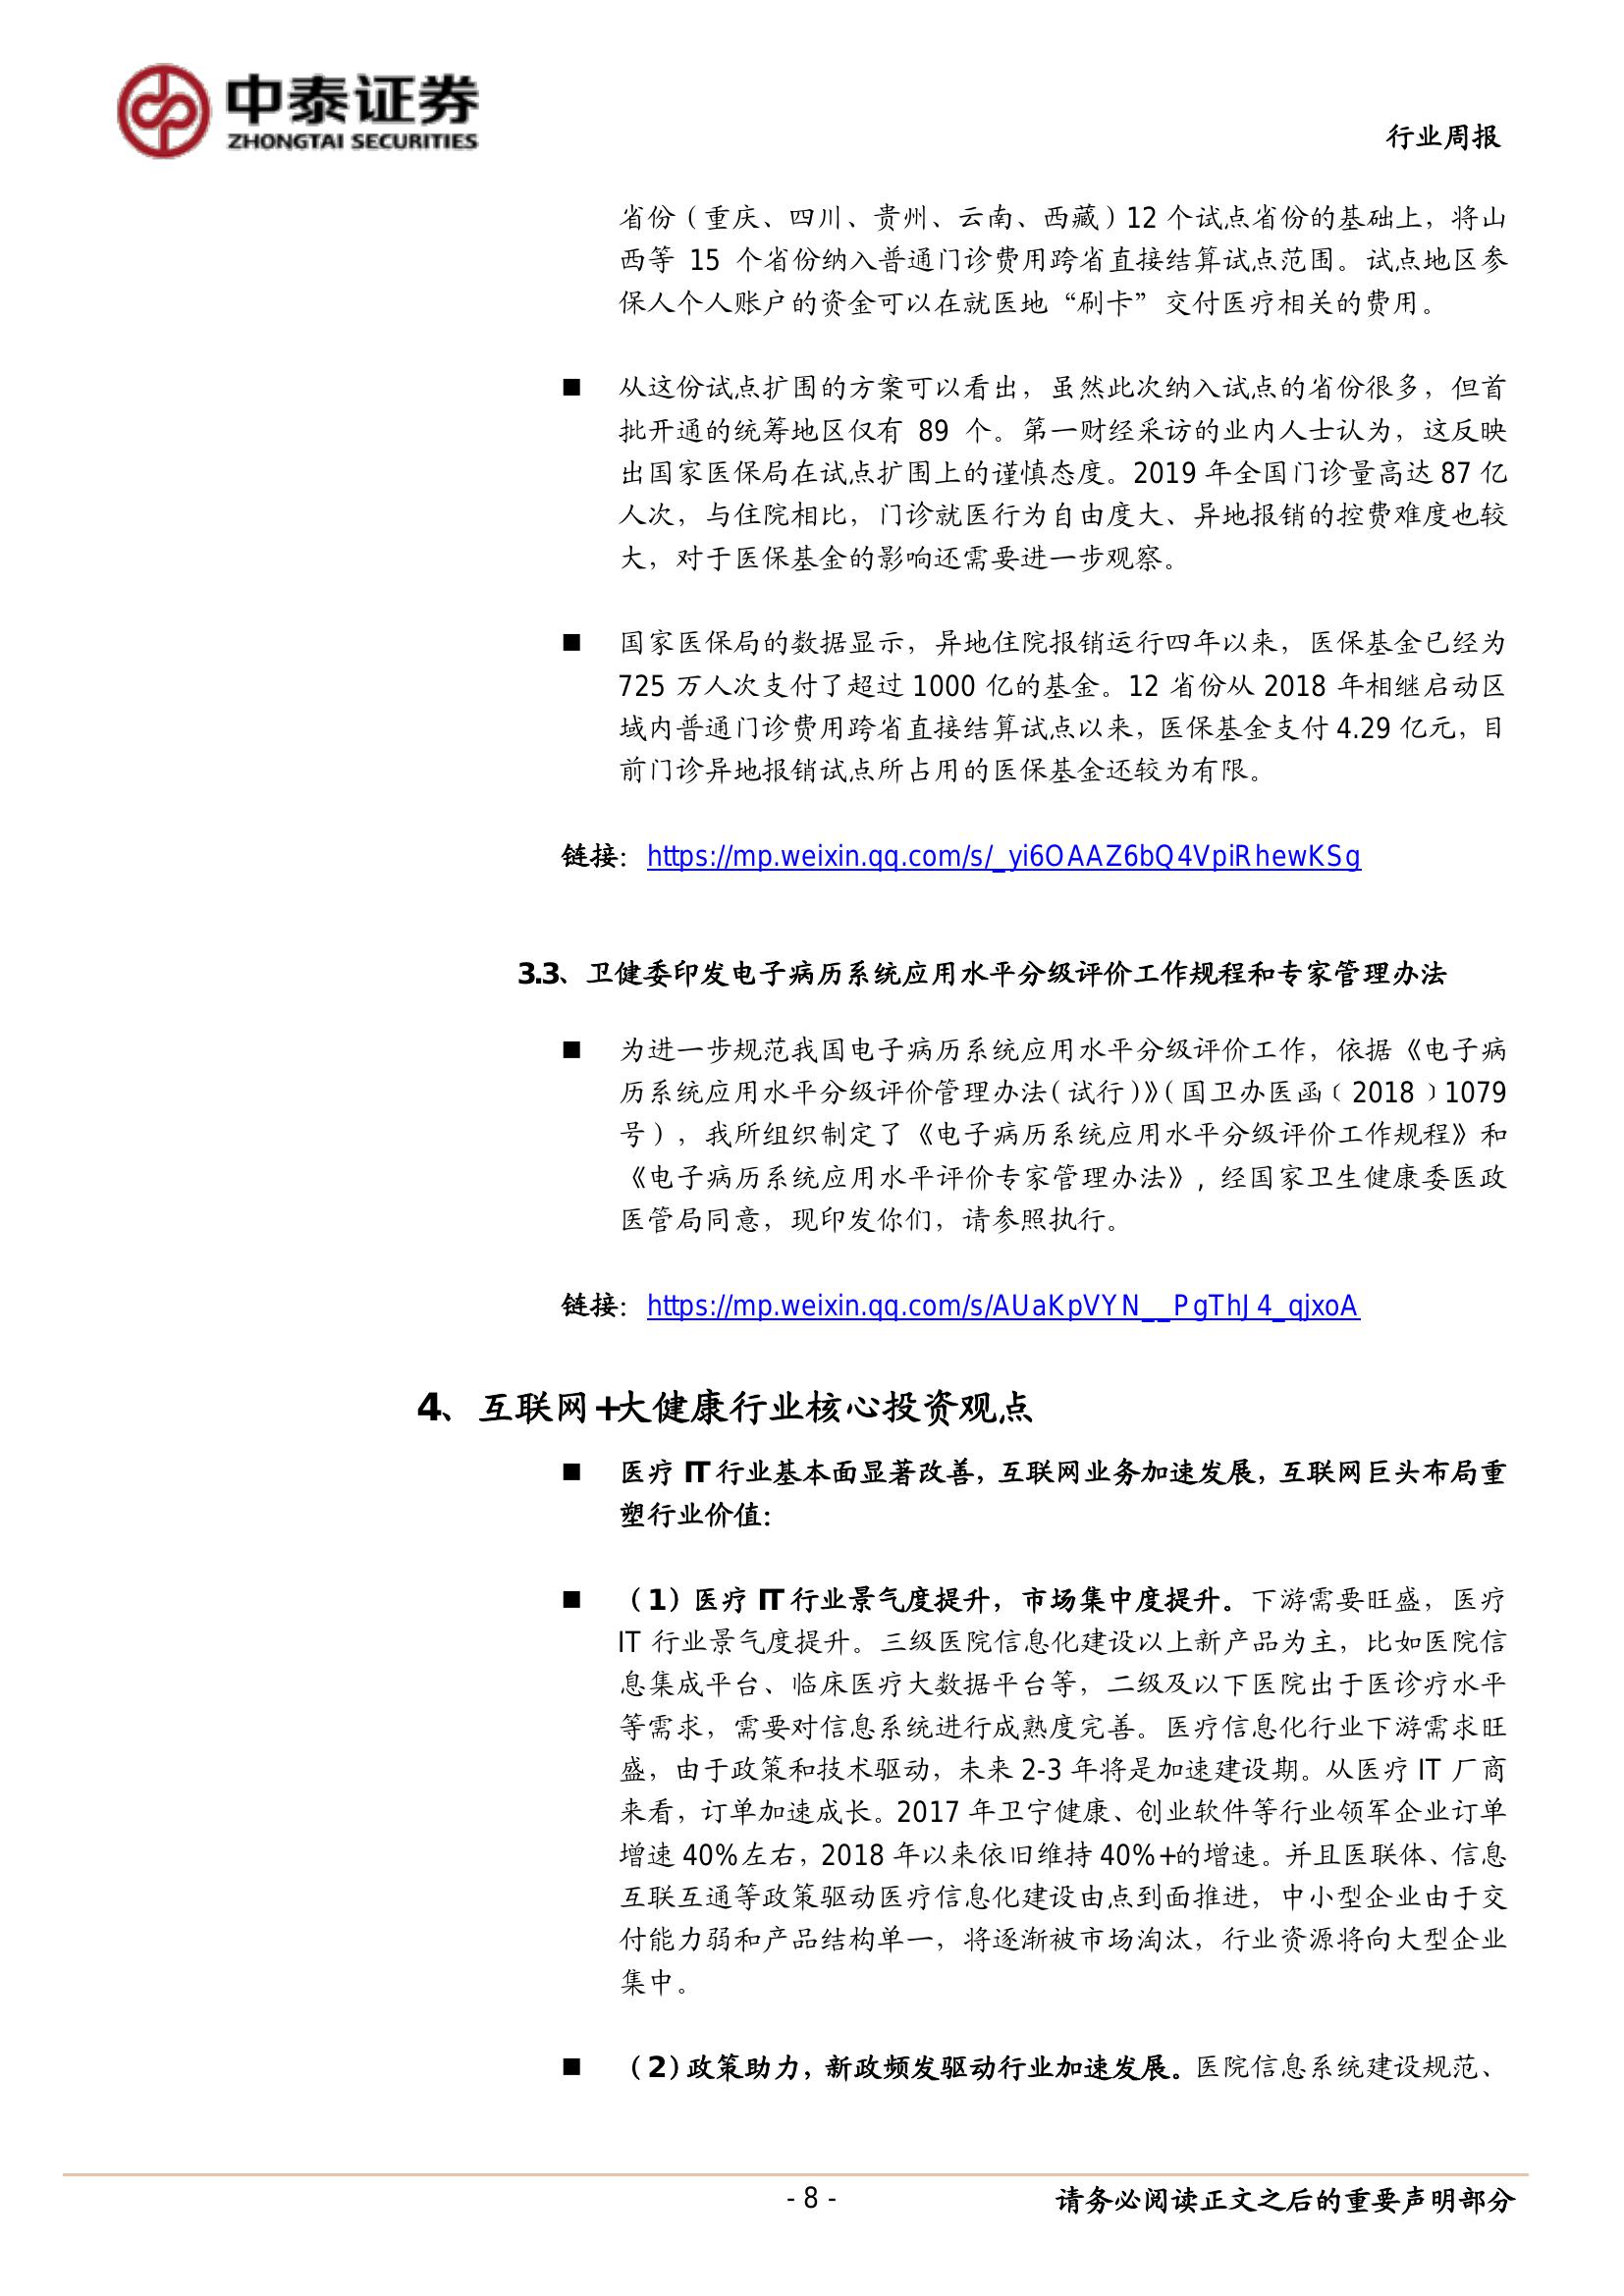 中泰证券
ZHONGTAI SECURITIES
行业周报
省份（重庆、四川、贵州、云南、西藏）12 个试点省份的基础上，将山
西等 15 个省份纳入普通门诊费用跨省直接结算试点范围。试点地区参
保人个人账户的资金可以在就医地“刷卡”交付医疗相关的费用。
■ 从这份试点扩围的方案可以看出，虽然此次纳入试点的省份很多，但首
批开通的统筹地区仅有 89 个。第一财经采访的业内人士认为，这反映
出国家医保局在试点扩围上的谨慎态度。2019 年全国门诊量高达 87 亿
人次，与住院相比，门诊就医行为自由度大、异地报销的控费难度也较
大，对于医保基金的影响还需要进一步观察。
■ 国家医保局的数据显示，异地住院报销运行四年以来，医保基金已经为
725 万人次支付了超过 1000 亿的基金。12 省份从 2018 年相继启动区
域内普通门诊费用跨省直接结算试点以来，医保基金支付 4.29 亿元，目
前门诊异地报销试点所占用的医保基金还较为有限。
链接：https://mp.weixin.qq.com/s/_yi6OAAZ6bQ4VpiRhewKSg
3.3、卫健委印发电子病历系统应用水平分级评价工作规程和专家管理办法
■ 为进一步规范我国电子病历系统应用水平分级评价工作，依据《电子病
历系统应用水平分级评价管理办法（试行）》（国卫办医函﹝2018﹞1079
号），我所组织制定了《电子病历系统应用水平分级评价工作规程》和
《电子病历系统应用水平评价专家管理办法》, 经国家卫生健康委医政
医管局同意，现印发你们，请参照执行。
链接：https://mp.weixin.qq.com/s/AUaKpVYN__PgThJ4_qjxoA
4、互联网+大健康行业核心投资观点
■ 医疗 IT 行业基本面显著改善，互联网业务加速发展，互联网巨头布局重
塑行业价值：
■ （1）医疗 IT 行业景气度提升，市场集中度提升。下游需要旺盛，医疗
IT 行业景气度提升。三级医院信息化建设以上新产品为主，比如医院信
息集成平台、临床医疗大数据平台等，二级及以下医院出于医诊疗水平
等需求，需要对信息系统进行成熟度完善。医疗信息化行业下游需求旺
盛，由于政策和技术驱动，未来 2-3 年将是加速建设期。从医疗 IT 厂商
来看，订单加速成长。2017 年卫宁健康、创业软件等行业领军企业订单
增速 40%左右，2018 年以来依旧维持 40%+的增速。并且医联体、信息
互联互通等政策驱动医疗信息化建设由点到面推进，中小型企业由于交
付能力弱和产品结构单一，将逐渐被市场淘汰，行业资源将向大型企业
集中。
■ （2）政策助力，新政频发驱动行业加速发展。医院信息系统建设规范、
- 8 -
请务必阅读正文之后的重要声明部分